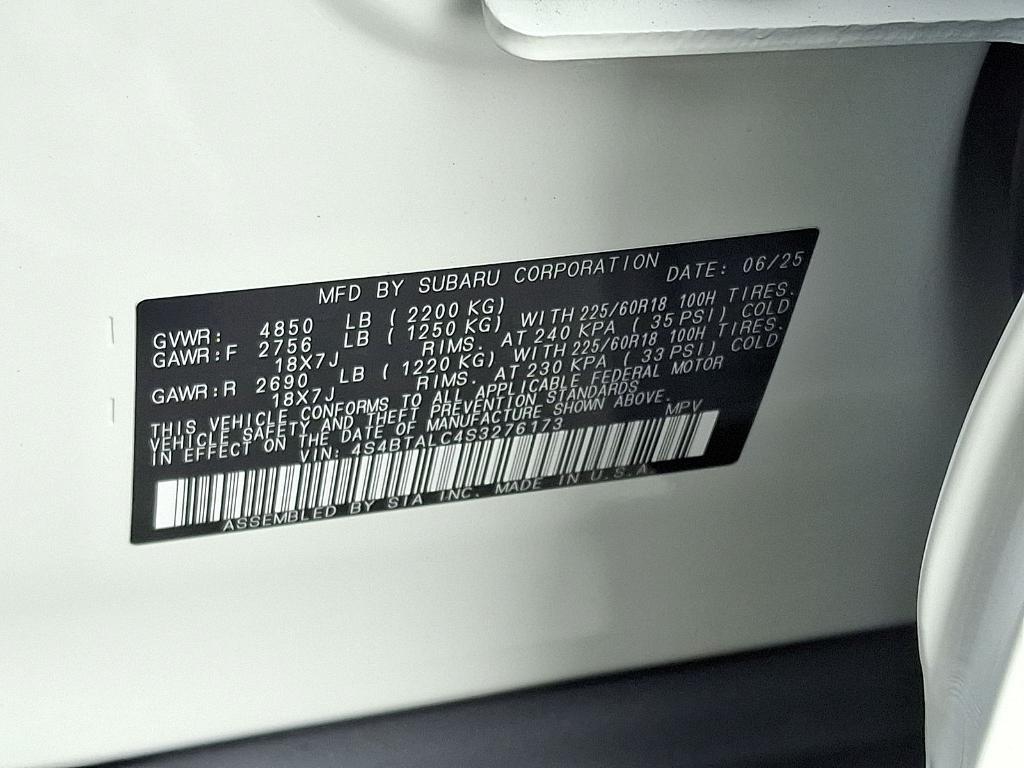 MFD BY SUBARU CORPORATION DATE: 06/25
GVWR: 4850 LB ( 2200 KG)
GAWR:F 2756 LB ( 1250 KG) WITH 225/60R18 100H TIRES.
18X7J RIMS. AT 240 KPA ( 35 PSI) COLD
GAWR:R 2690 LB ( 1220 KG) WITH 225/60R18 100H TIRES.
18X7J RIMS. AT 230 KPA ( 33 PSI) COLD
THIS VEHICLE CONFORMS TO ALL APPLICABLE FEDERAL MOTOR
VEHICLE SAFETY AND THEFT PREVENTION STANDARDS
IN EFFECT ON THE DATE OF MANUFACTURE SHOWN ABOVE.
VIN: 4S4BTALC4S3276173 MPV
ASSEMBLED BY SIA INC. MADE IN U.S.A.